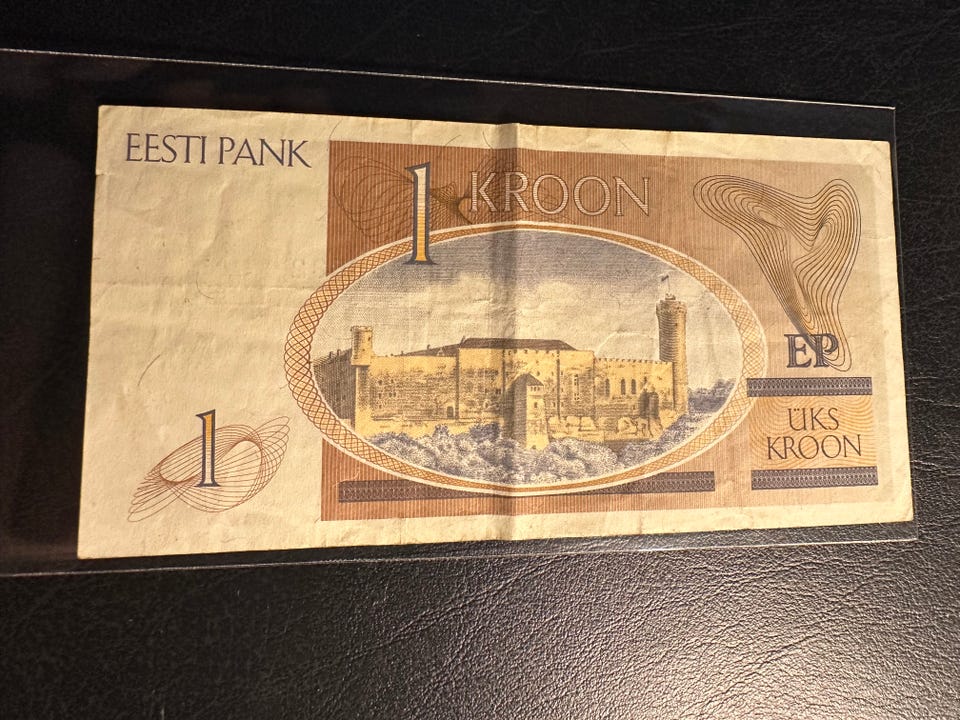 EESTI PANK
1 KROON
EP
ÜKS
KROON
1